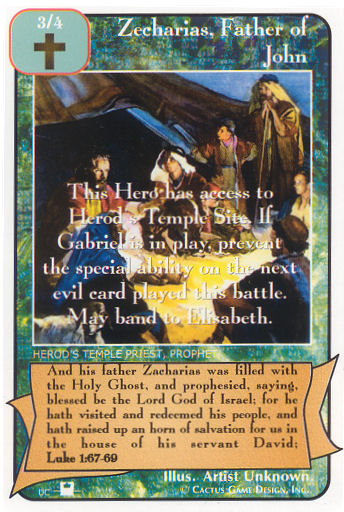 3/4
Zecharias, Father of
John
This Hero has access to
Herod's Temple Site. If
Gabriel is in play, prevent
the special ability on the next
evil card played this battle.
May band to Elisabeth.
HEROD'S TEMPLE PRIEST, PROPHET
And his father Zacharias was filled with
the Holy Ghost, and prophesied, saying,
blessed be the Lord God of Israel; for he
hath visited and redeemed his people, and
hath raised up an horn of salvation for us in
the house of his servant David;
Luke 1:67-69
Illus. Artist Unknown
UC
© Cactus Game Design, Inc.